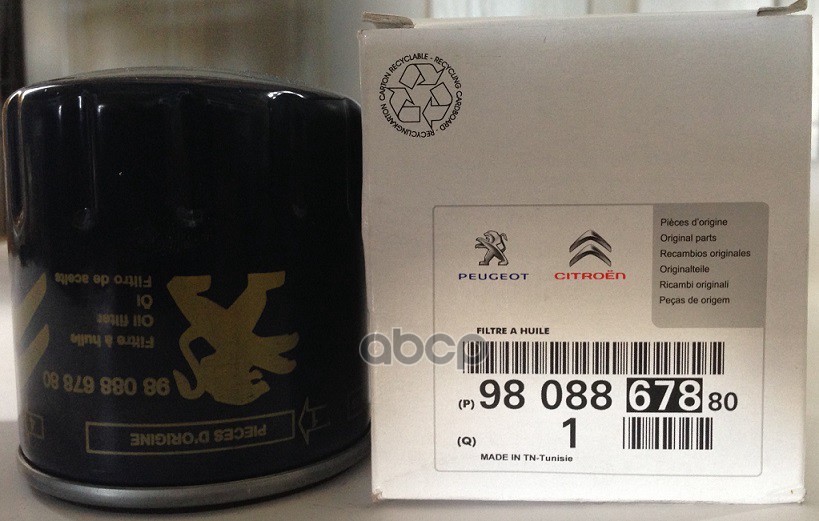 CARTON RECYCLABLE - RECYCLING CARDBOARD - RECYCLINGKARTON
PEUGEOT
CITROËN
Pièces d'origine
Original parts
Recambios originales
Originalteile
Ricambi originali
Peças de origem
FILTRE A HUILE
abcp
(P) 98 088 678 80
(Q) 1
MADE IN TN-Tunisie
PIECES D'ORIGINE
98 088 678 80
Filtre à huile
Oil filter
Öl
Filtro de aceite